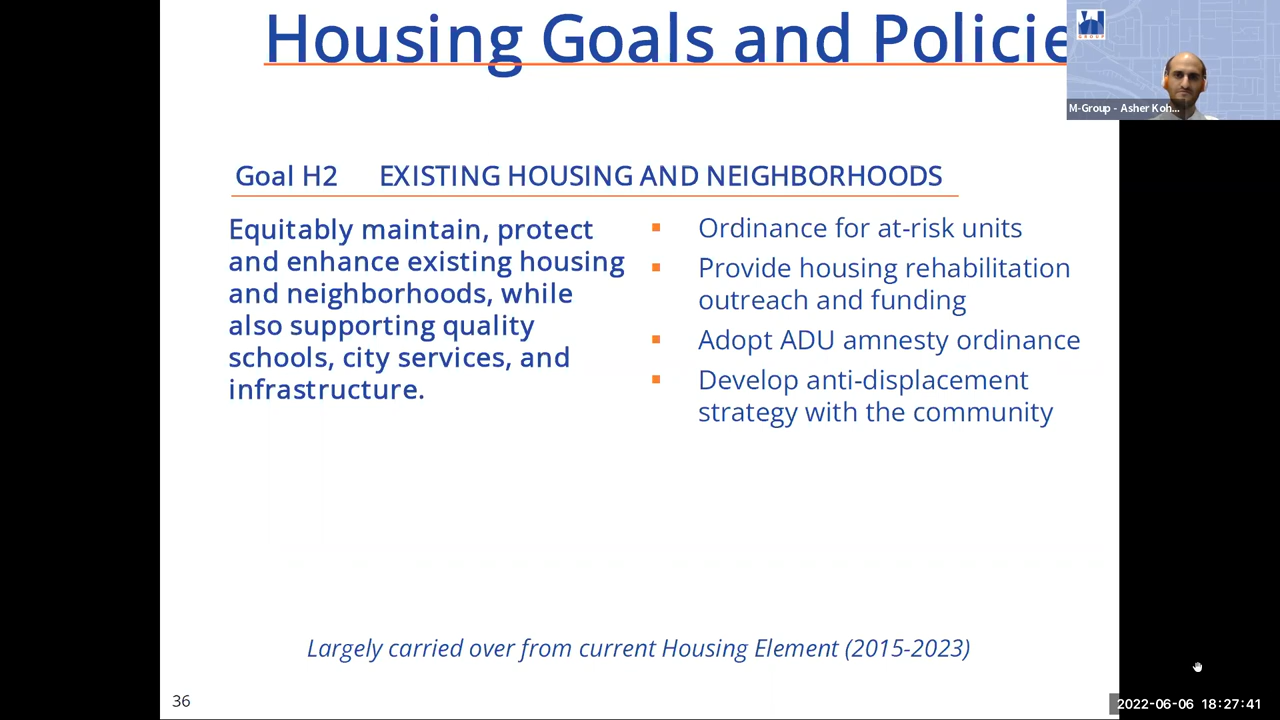 Housing Goals and Policie
GROUP
M-Group - Asher Koh...
Goal H2 EXISTING HOUSING AND NEIGHBORHOODS
Equitably maintain, protect
and enhance existing housing
and neighborhoods, while
also supporting quality
schools, city services, and
infrastructure.
▪ Ordinance for at-risk units
▪ Provide housing rehabilitation
outreach and funding
▪ Adopt ADU amnesty ordinance
▪ Develop anti-displacement
strategy with the community
Largely carried over from current Housing Element (2015-2023)
36
2022-06-06 18:27:41